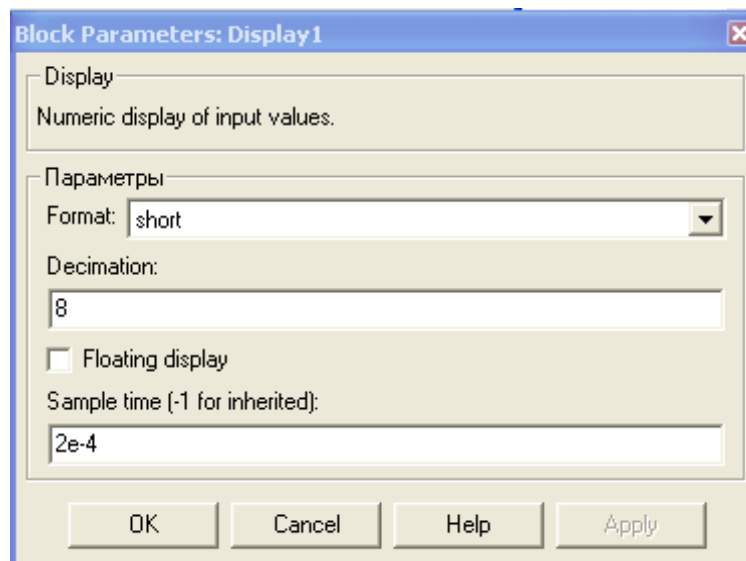 Block Parameters: Display1
Display
Numeric display of input values.
Параметры
Format: short
Decimation:
8
Floating display
Sample time (-1 for inherited):
2e-4
OK Cancel Help Apply